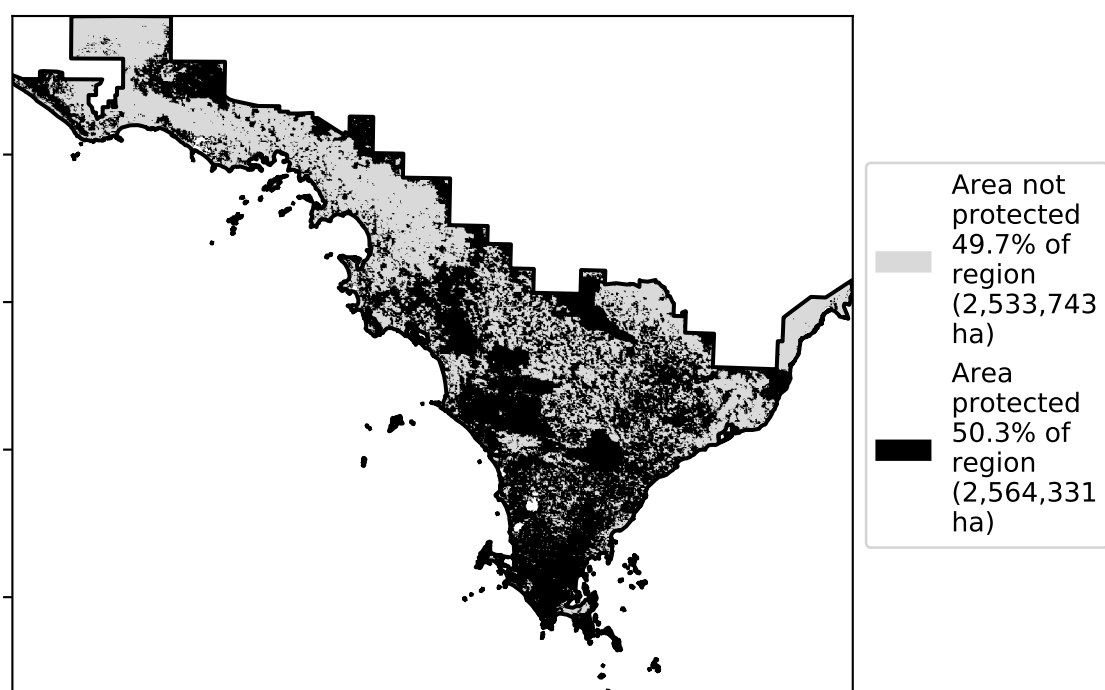 Area not
protected
49.7% of
region
(2,533,743
ha)
Area
protected
50.3% of
region
(2,564,331
ha)